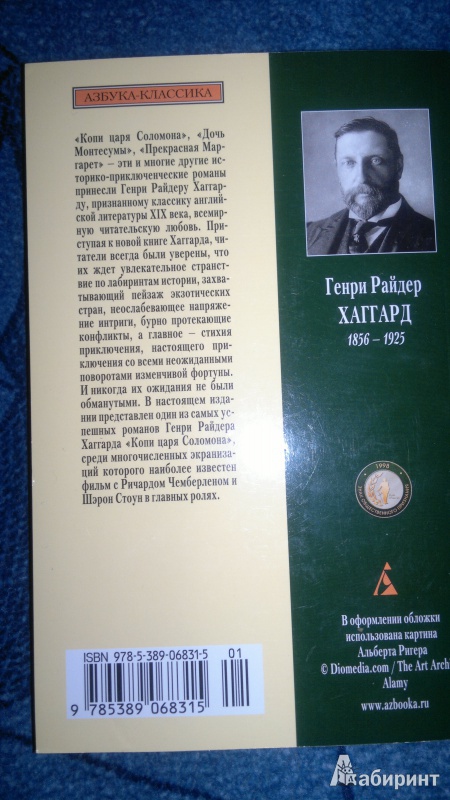 АЗБУКА-КЛАССИКА
«Копи царя Соломона», «Дочь
Монтесумы», «Прекрасная Мар-
гарет» – эти и многие другие ис-
торико-приключенческие романы
принесли Генри Райдеру Хаггар-
ду, признанному классику англий-
ской литературы XIX века, всемир-
ную читательскую любовь. При-
ступая к новой книге Хаггарда, чи-
татели всегда были уверены, что
их ждет увлекательное странст-
вие по лабиринтам истории, захва-
тывающий пейзаж экзотических
стран, неослабевающее напряже-
ние интриги, бурно протекающие
конфликты, а главное – стихия
приключения, настоящего при-
ключения со всеми неожиданными
поворотами изменчивой фортуны.
И никогда их ожидания не были
обманутыми. В настоящем изда-
нии представлен один из самых ус-
пешных романов Генри Райдера
Хаггарда «Копи царя Соломона»,
среди многочисленных экраниза-
ций которого наиболее известен
фильм с Ричардом Чемберленом и
Шэрон Стоун в главных ролях.
ISBN 978-5-389-06831-5 01
9 785389 068315
Генри Райдер
ХАГГАРД
1856 – 1925
1998
В оформлении обложки
использована картина
Альберта Ригера
© Diomedia.com / The Art Arch
Alamy
www.azbooka.ru
Лабиринт